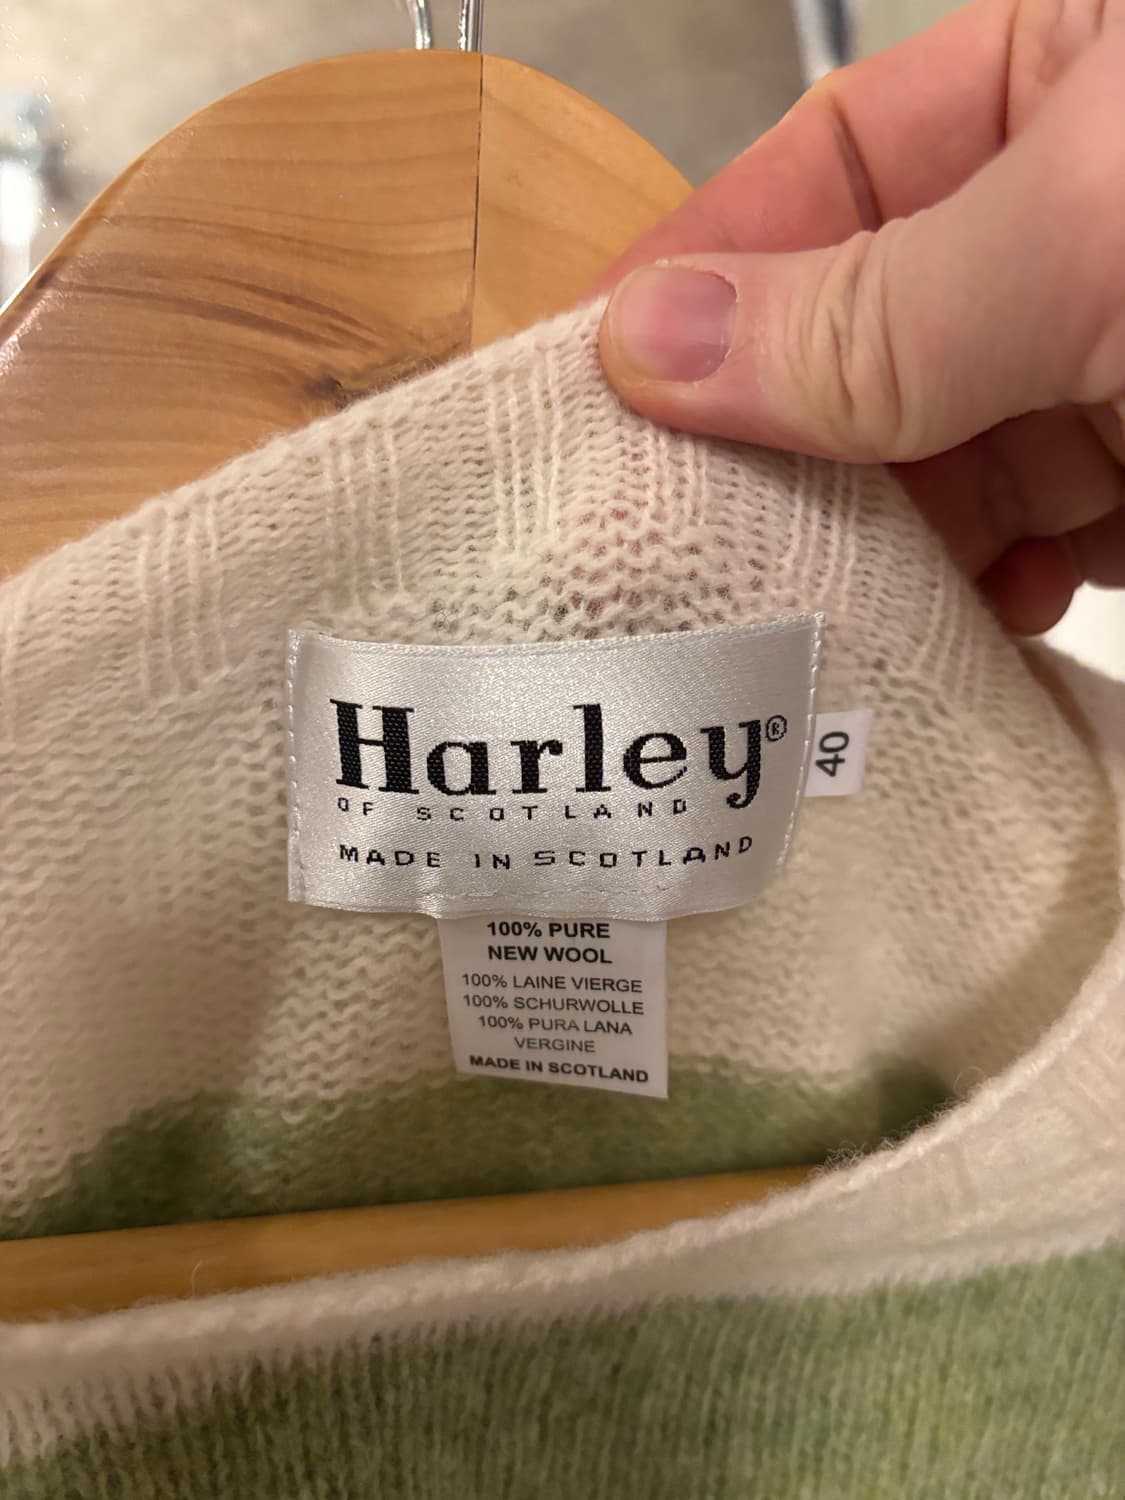 Harley®
OF SCOTLAND
MADE IN SCOTLAND
40
100% PURE
NEW WOOL
100% LAINE VIERGE
100% SCHURWOLLE
100% PURA LANA
VERGINE
MADE IN SCOTLAND